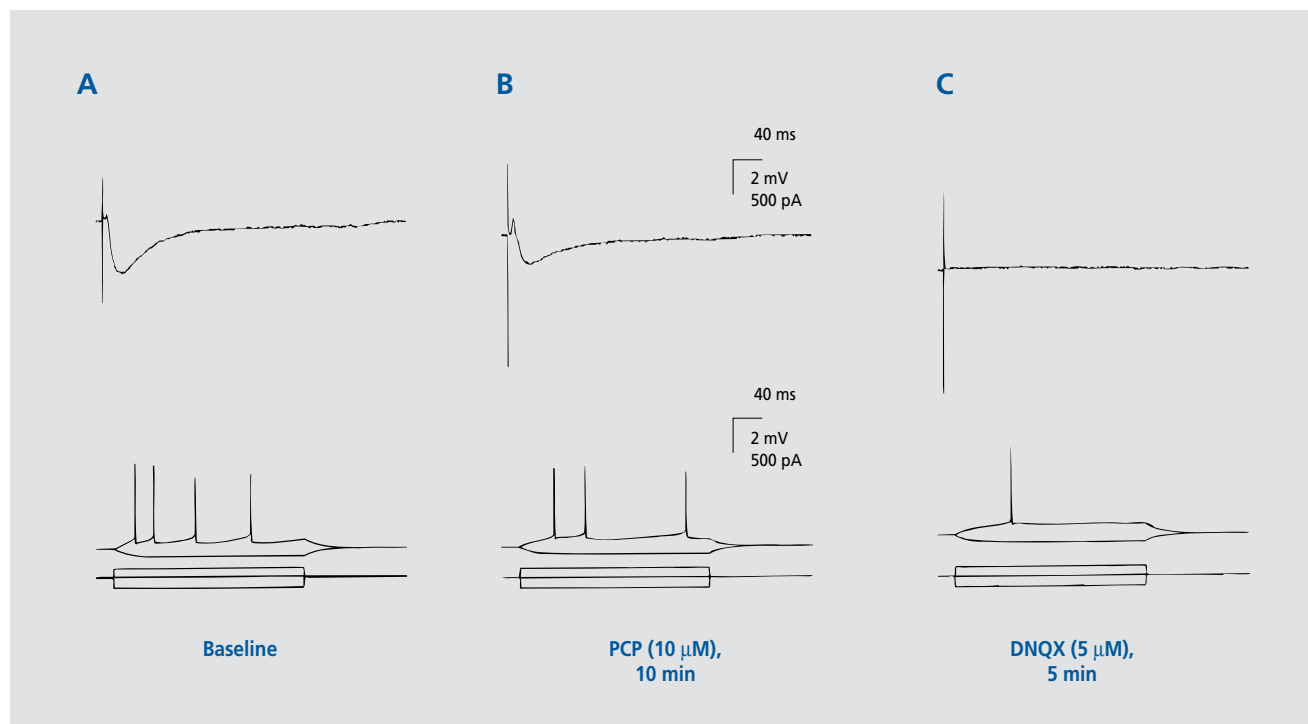 A
B
C
40 ms
2 mV
500 pA
40 ms
2 mV
500 pA
Baseline
PCP (10 μM),
10 min
DNQX (5 μM),
5 min